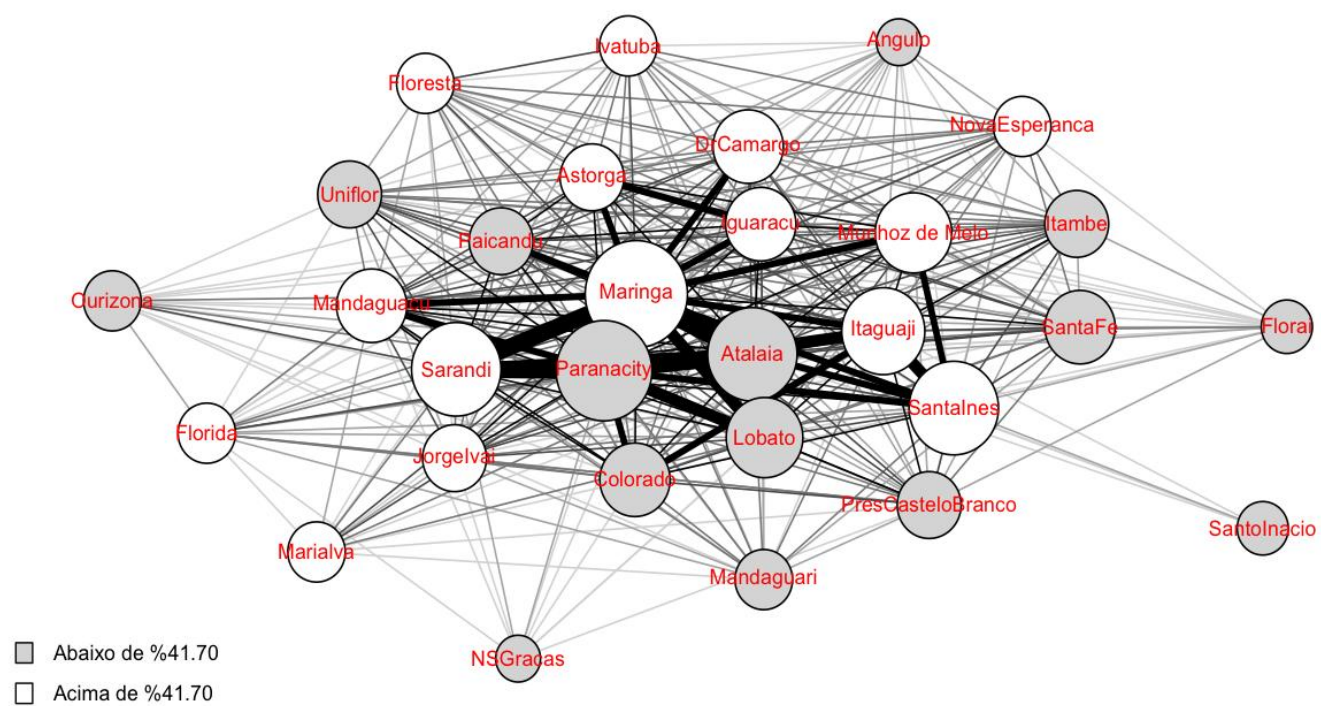 Ivatuba
Angulo
Floresta
NovaEsperanca
DrCamargo
Astorga
Uniflor
Iguaracu
Munhoz de Melo
Itambe
Paicandu
Maringa
Ourizona
Mandaguacu
Itaguaji
SantaFe
Florai
Atalaia
Sarandi
Paranacity
SantaInes
Florida
Lobato
JorgeIvai
Colorado
PresCasteloBranco
SantoInacio
Marialva
Mandaguari
NSGracas
Abaixo de %41.70
Acima de %41.70